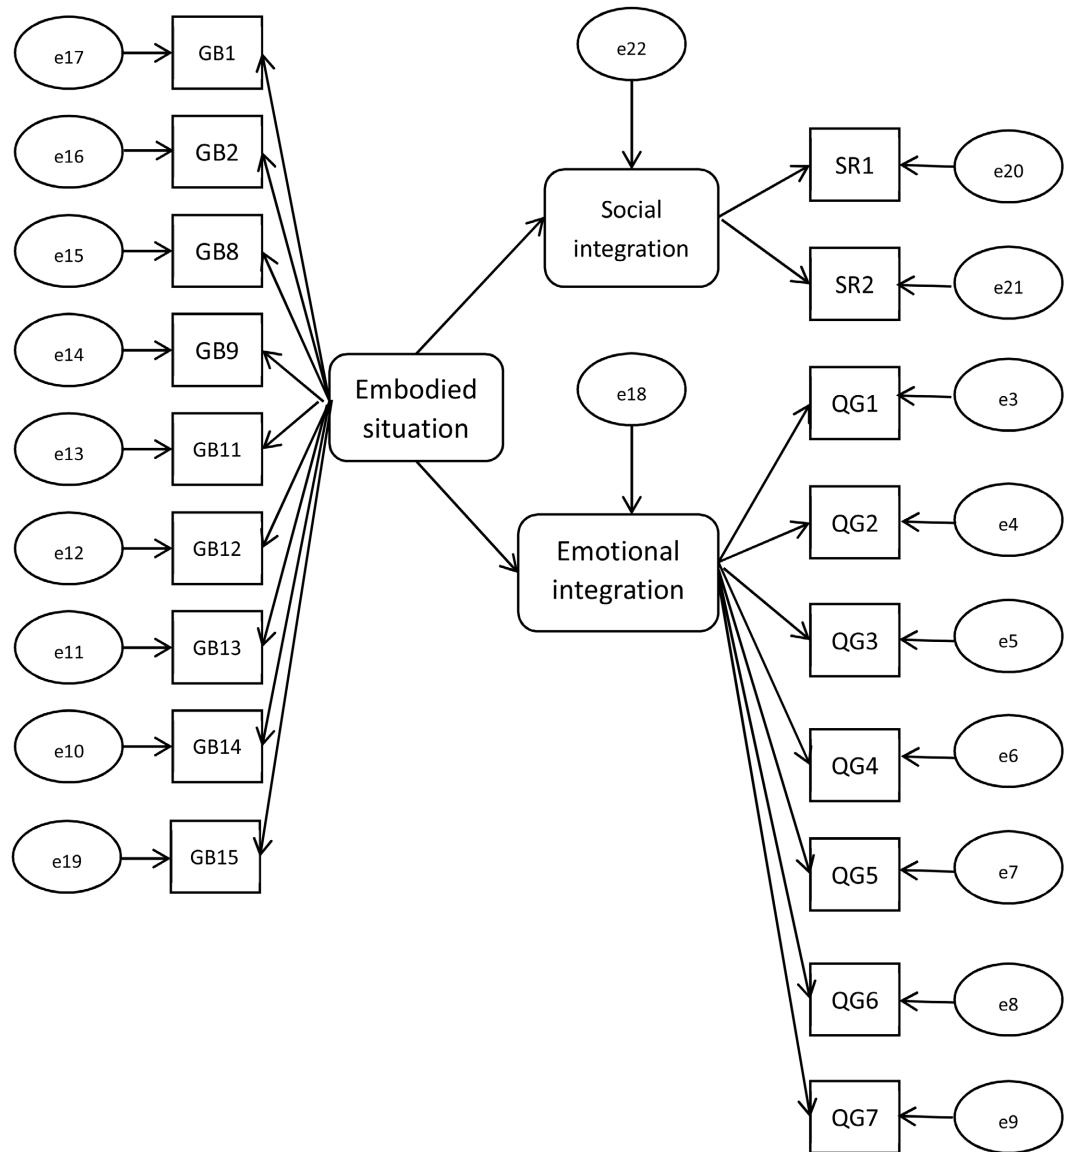 e17
GB1
e16
GB2
e15
GB8
e14
GB9
e13
GB11
e12
GB12
e11
GB13
e10
GB14
e19
GB15
Embodied
situation
e22
Social
integration
e18
Emotional
integration
SR1
e20
SR2
e21
QG1
e3
QG2
e4
QG3
e5
QG4
e6
QG5
e7
QG6
e8
QG7
e9